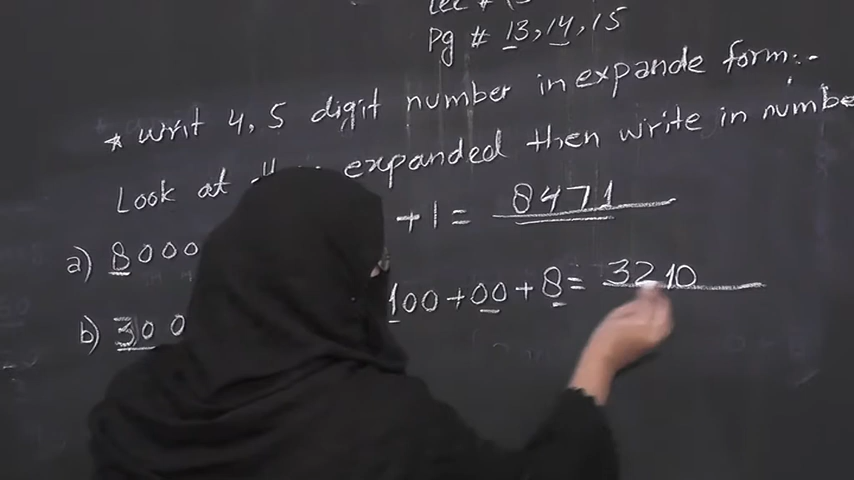 Pg # 13, 14, 15
* writ 4, 5 digit number in expande form:-
Look at expanded then write in numbe
a) 8000 +1 = 8471
b) 300 100 + 00 + 8 = 3210